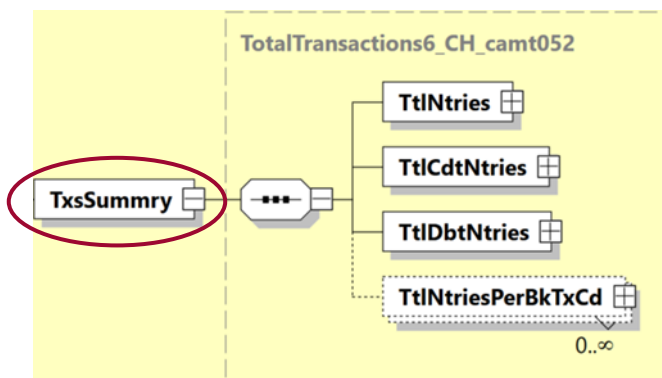 TotalTransactions6_CH_camt052
TtlNtries
TtlCdtNtries
TxsSummry
TtlDbtNtries
TtlNtriesPerBkTxCd
0..∞